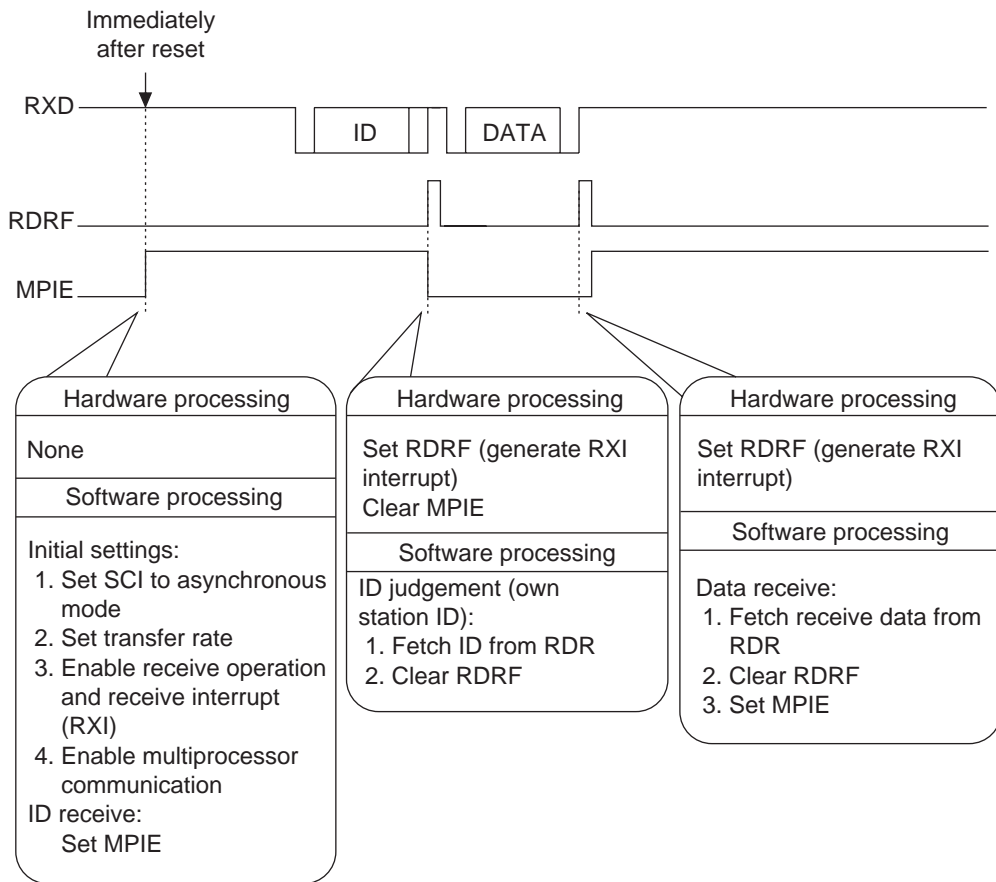 Immediately
after reset
RXD
ID
DATA
RDRF
MPIE
Hardware processing
None
Software processing
Initial settings:
1. Set SCI to asynchronous
mode
2. Set transfer rate
3. Enable receive operation
and receive interrupt
(RXI)
4. Enable multiprocessor
communication
ID receive:
Set MPIE
Hardware processing
Set RDRF (generate RXI
interrupt)
Clear MPIE
Software processing
ID judgement (own
station ID):
1. Fetch ID from RDR
2. Clear RDRF
Hardware processing
Set RDRF (generate RXI
interrupt)
Software processing
Data receive:
1. Fetch receive data from
RDR
2. Clear RDRF
3. Set MPIE